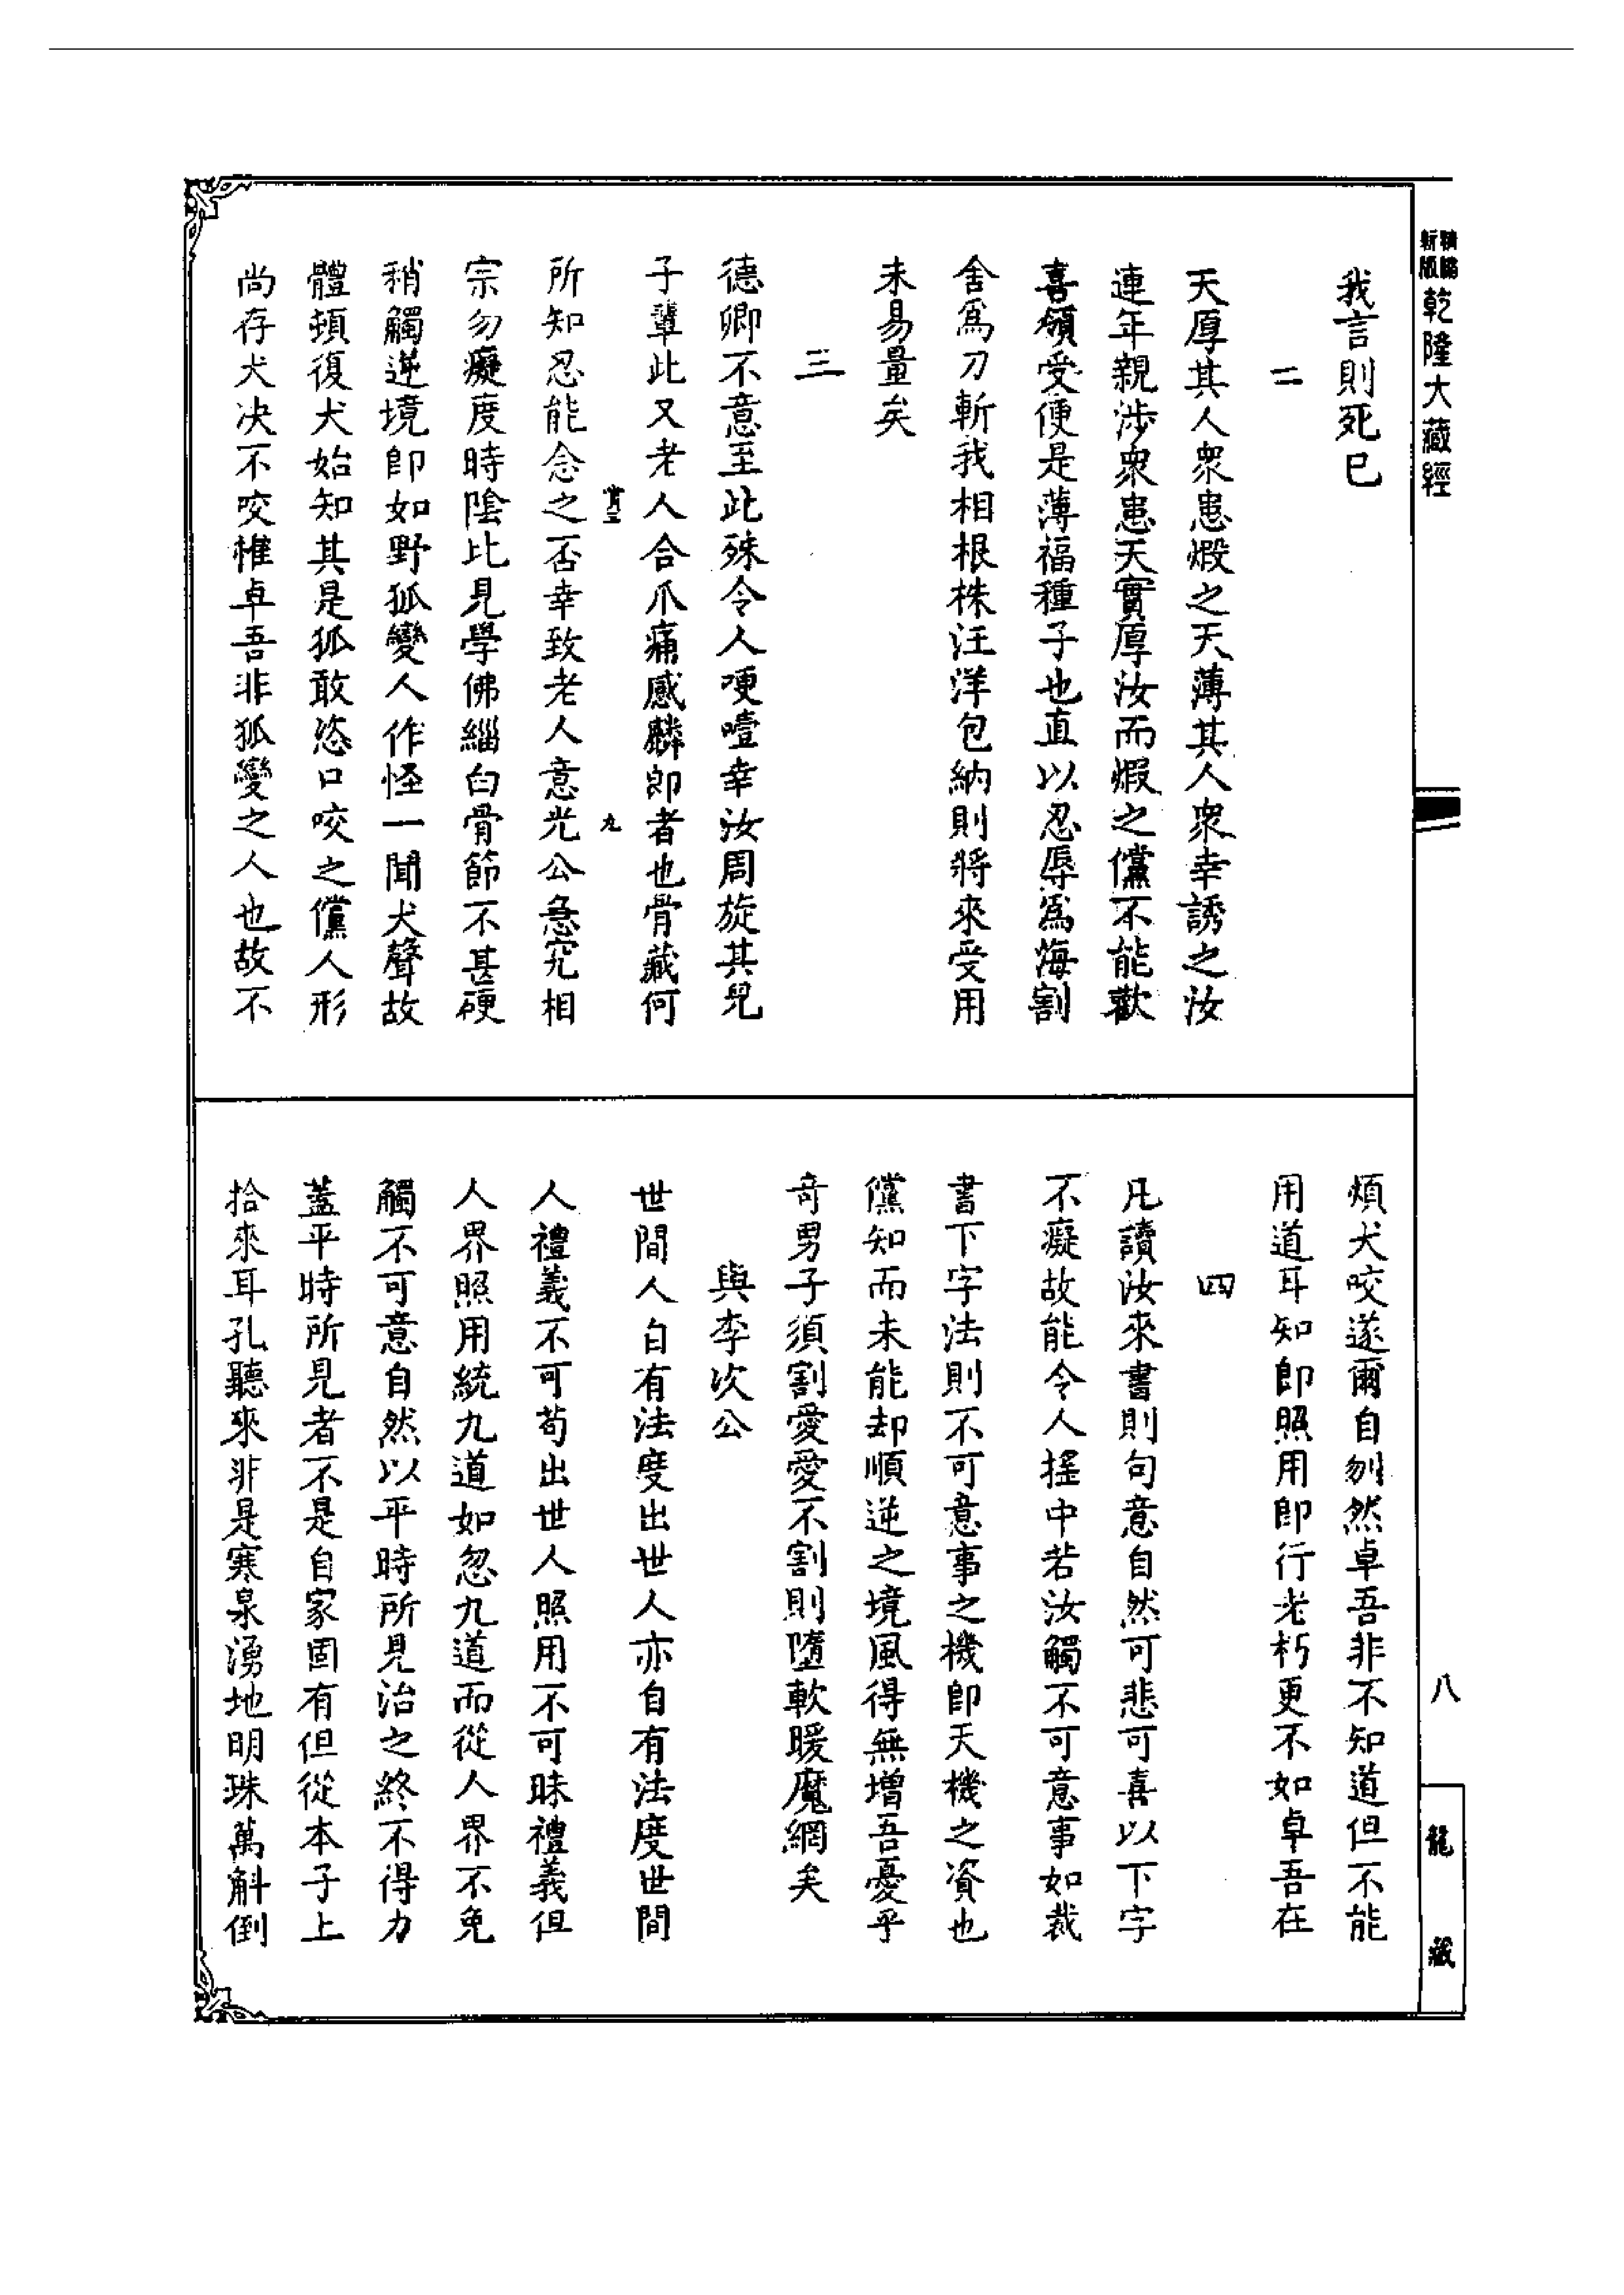 新版
精縮
乾隆大藏經
八
龍藏
我言則死已
二
天厚其人衆患煅之天薄其人衆幸誘之汝
連年親涉衆患天實厚汝而煆之儻不能歡
喜領受便是薄福種子也直以忍辱爲海割
舍爲刀斬我相根株汪洋包納則將來受用
未易量矣
三
德卿不意至此殊令人哽噎幸汝周旋其兒
子輩此又老人合爪痛感麟郎者也骨藏何
九
所知忍能念之否幸致老人意光公急究相
宗勿癡度時陰比見學佛緇白骨節不甚硬
稍觸逆境卽如野狐變人作怪一聞犬聲故
體頓復犬始知其是狐敢恣口咬之儻人形
尚存犬決不咬惟卓吾非狐變之人也故不
煩犬咬遂爾自刎然卓吾非不知道但不能
用道耳知卽照用卽行老朽更不如卓吾在
四
凡讀汝來書則句意自然可悲可喜以下字
不癡故能令人搖中若汝觸不可意事如裁
書下字法則不可意事之機卽天機之資也
儻知而未能却順逆之境風得無增吾憂乎
奇男子須割愛愛不割則墮軟暖魔網矣
與李次公
世間人自有法度出世人亦自有法度世間
人禮義不可苟出世人照用不可昧禮義但
人界照用統九道如忽九道而從人界不免
觸不可意自然以平時所見治之終不得力
蓋平時所見者不是自家固有但從本子上
拾來耳孔聽來非是寒泉湧地明珠萬斛倒